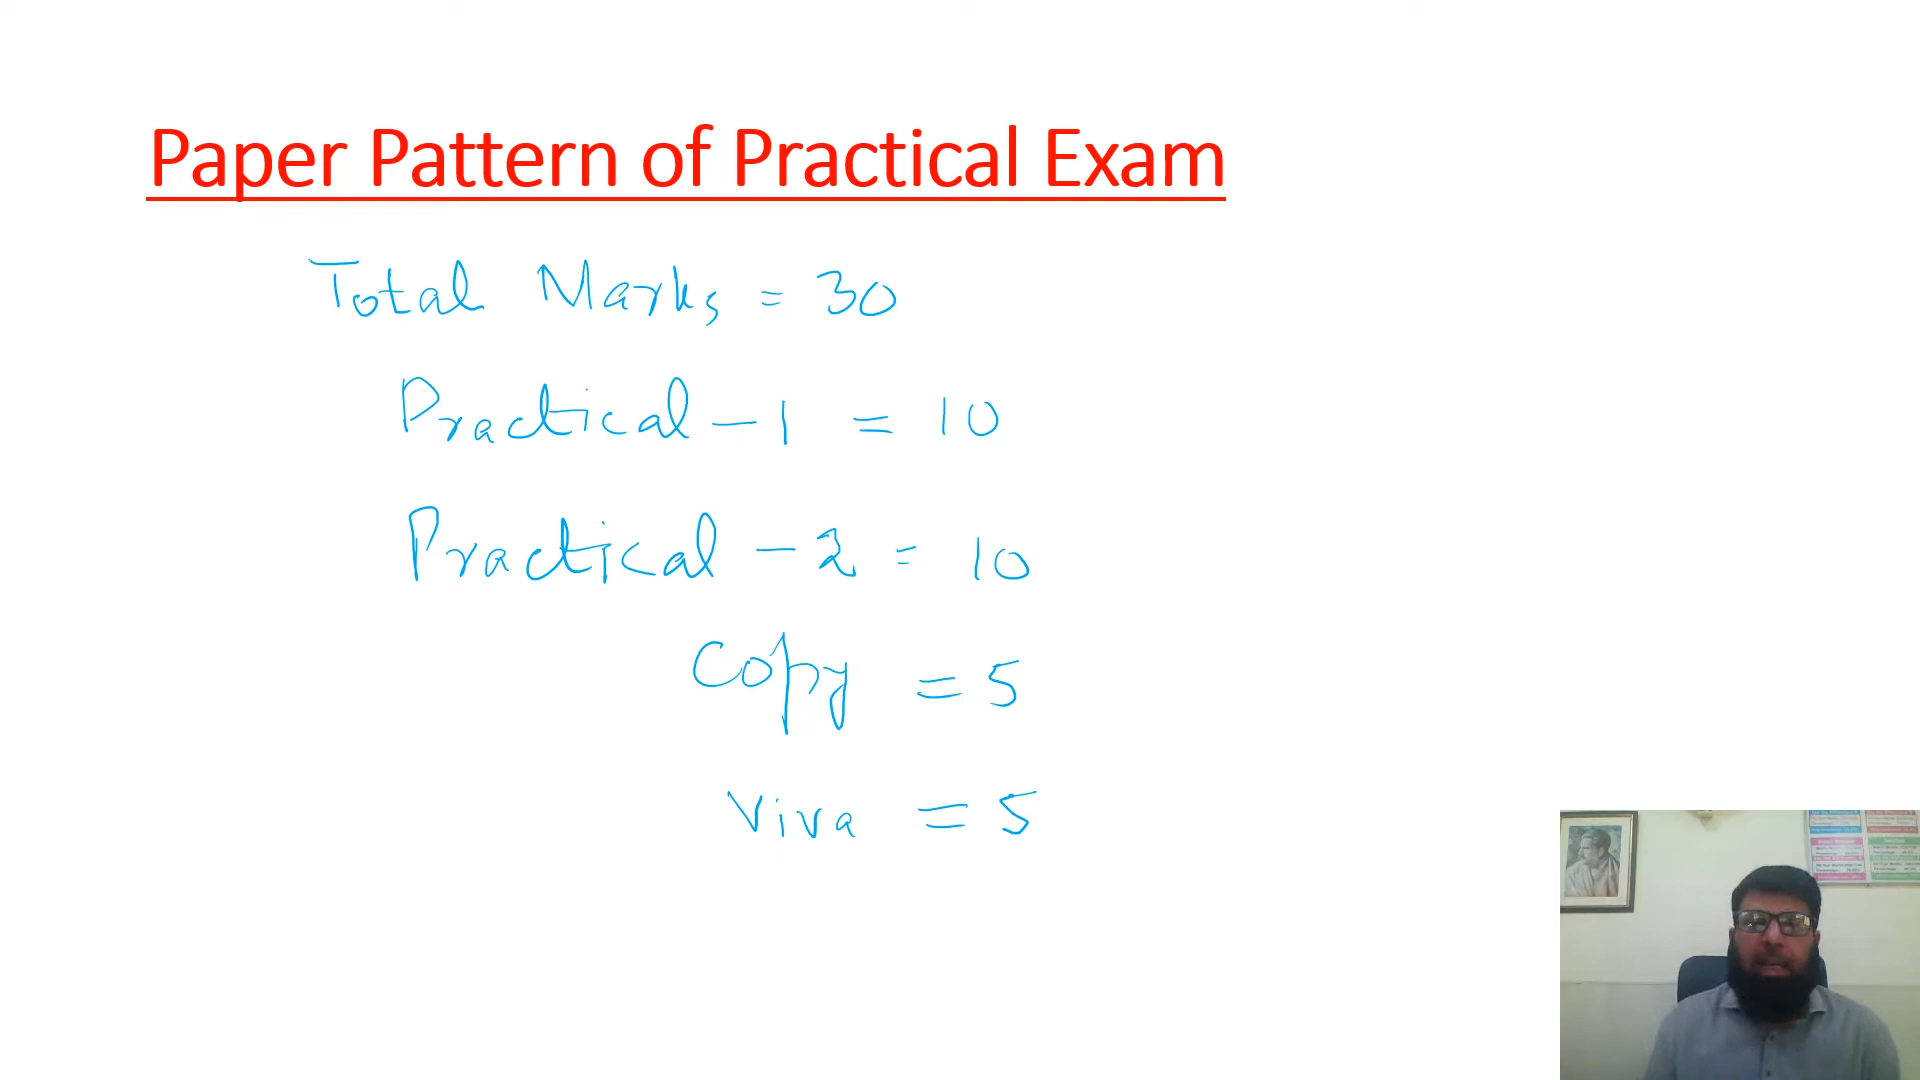 Paper Pattern of Practical Exam
Total Marks = 30
Practical - 1 = 10
Practical - 2 = 10
Copy = 5
Viva = 5